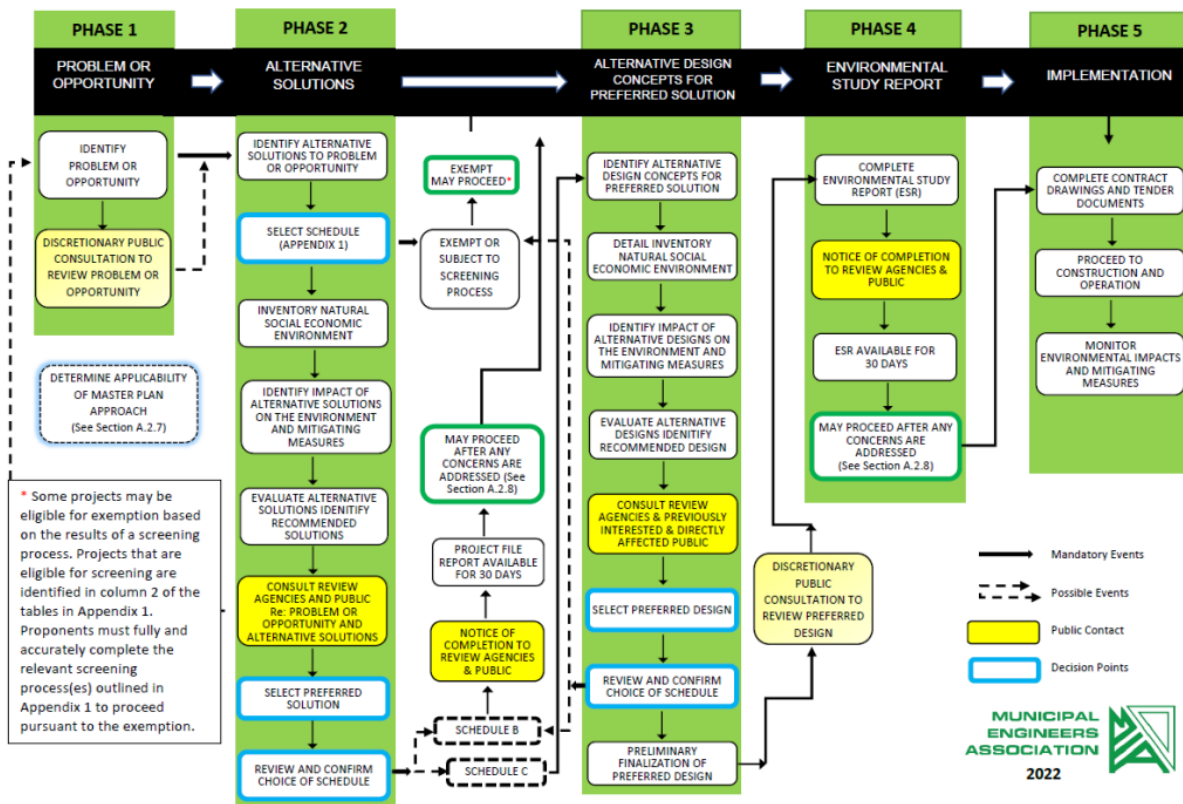 PHASE 1
PROBLEM OR
OPPORTUNITY
IDENTIFY
PROBLEM OR
OPPORTUNITY
DISCRETIONARY PUBLIC
CONSULTATION TO
REVIEW PROBLEM OR
OPPORTUNITY
DETERMINE APPLICABILITY
OF MASTER PLAN
APPROACH
(See Section A.2.7)
* Some projects may be
eligible for exemption based
on the results of a screening
process. Projects that are
eligible for screening are
identified in column 2 of the
tables in Appendix 1.
Proponents must fully and
accurately complete the
relevant screening
process(es) outlined in
Appendix 1 to proceed
pursuant to the exemption.
PHASE 2
ALTERNATIVE
SOLUTIONS
IDENTIFY ALTERNATIVE
SOLUTIONS TO PROBLEM
OR OPPORTUNITY
SELECT SCHEDULE
(APPENDIX 1)
INVENTORY NATURAL
SOCIAL ECONOMIC
ENVIRONMENT
IDENTIFY IMPACT OF
ALTERNATIVE SOLUTIONS
ON THE ENVIRONMENT
AND MITIGATING
MEASURES
EVALUATE ALTERNATIVE
SOLUTIONS IDENTIFY
RECOMMENDED
SOLUTIONS
CONSULT REVIEW
AGENCIES AND PUBLIC
Re: PROBLEM OR
OPPORTUNITY AND
ALTERNATIVE SOLUTIONS
SELECT PREFERRED
SOLUTION
REVIEW AND CONFIRM
CHOICE OF SCHEDULE
EXEMPT
MAY PROCEED*
EXEMPT OR
SUBJECT TO
SCREENING
PROCESS
MAY PROCEED
AFTER ANY
CONCERNS ARE
ADDRESSED (See
Section A.2.8)
PROJECT FILE
REPORT AVAILABLE
FOR 30 DAYS
NOTICE OF
COMPLETION TO
REVIEW AGENCIES
& PUBLIC
SCHEDULE B
SCHEDULE C
PHASE 3
ALTERNATIVE DESIGN
CONCEPTS FOR
PREFERRED SOLUTION
IDENTIFY ALTERNATIVE
DESIGN CONCEPTS FOR
PREFERRED SOLUTION
DETAIL INVENTORY
NATURAL SOCIAL
ECONOMIC ENVIRONMENT
IDENTIFY IMPACT OF
ALTERNATIVE DESIGNS ON
THE ENVIRONMENT AND
MITIGATING MEASURES
EVALUATE ALTERNATIVE
DESIGNS IDENTIFY
RECOMMENDED DESIGN
CONSULT REVIEW
AGENCIES & PREVIOUSLY
INTERESTED & DIRECTLY
AFFECTED PUBLIC
SELECT PREFERRED DESIGN
REVIEW AND CONFIRM
CHOICE OF SCHEDULE
PRELIMINARY
FINALIZATION OF
PREFERRED DESIGN
DISCRETIONARY
PUBLIC
CONSULTATION TO
REVIEW PREFERRED
DESIGN
PHASE 4
ENVIRONMENTAL
STUDY REPORT
COMPLETE
ENVIRONMENTAL STUDY
REPORT (ESR)
NOTICE OF COMPLETION
TO REVIEW AGENCIES &
PUBLIC
ESR AVAILABLE FOR
30 DAYS
MAY PROCEED AFTER ANY
CONCERNS ARE
ADDRESSED
(See Section A.2.8)
PHASE 5
IMPLEMENTATION
COMPLETE CONTRACT
DRAWINGS AND TENDER
DOCUMENTS
PROCEED TO
CONSTRUCTION AND
OPERATION
MONITOR
ENVIRONMENTAL IMPACTS
AND MITIGATING
MEASURES
Mandatory Events
Possible Events
Public Contact
Decision Points
MUNICIPAL
ENGINEERS
ASSOCIATION
2022